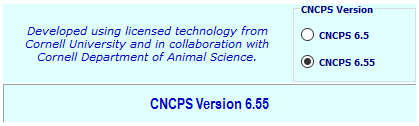 Developed using licensed technology from
Cornell University and in collaboration with
Cornell Department of Animal Science.
CNCPS Version
CNCPS 6.5
CNCPS 6.55
CNCPS Version 6.55